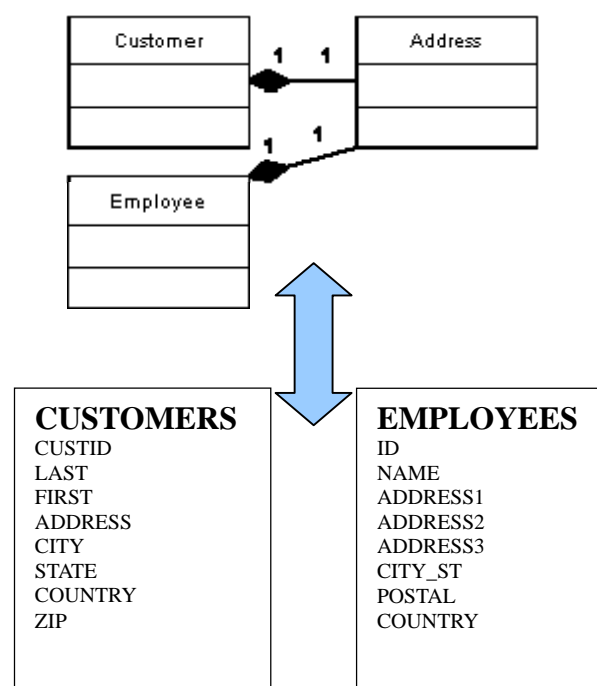 Customer
1
1
Address
1
1
Employee
CUSTOMERS
CUSTID
LAST
FIRST
ADDRESS
CITY
STATE
COUNTRY
ZIP
EMPLOYEES
ID
NAME
ADDRESS1
ADDRESS2
ADDRESS3
CITY_ST
POSTAL
COUNTRY